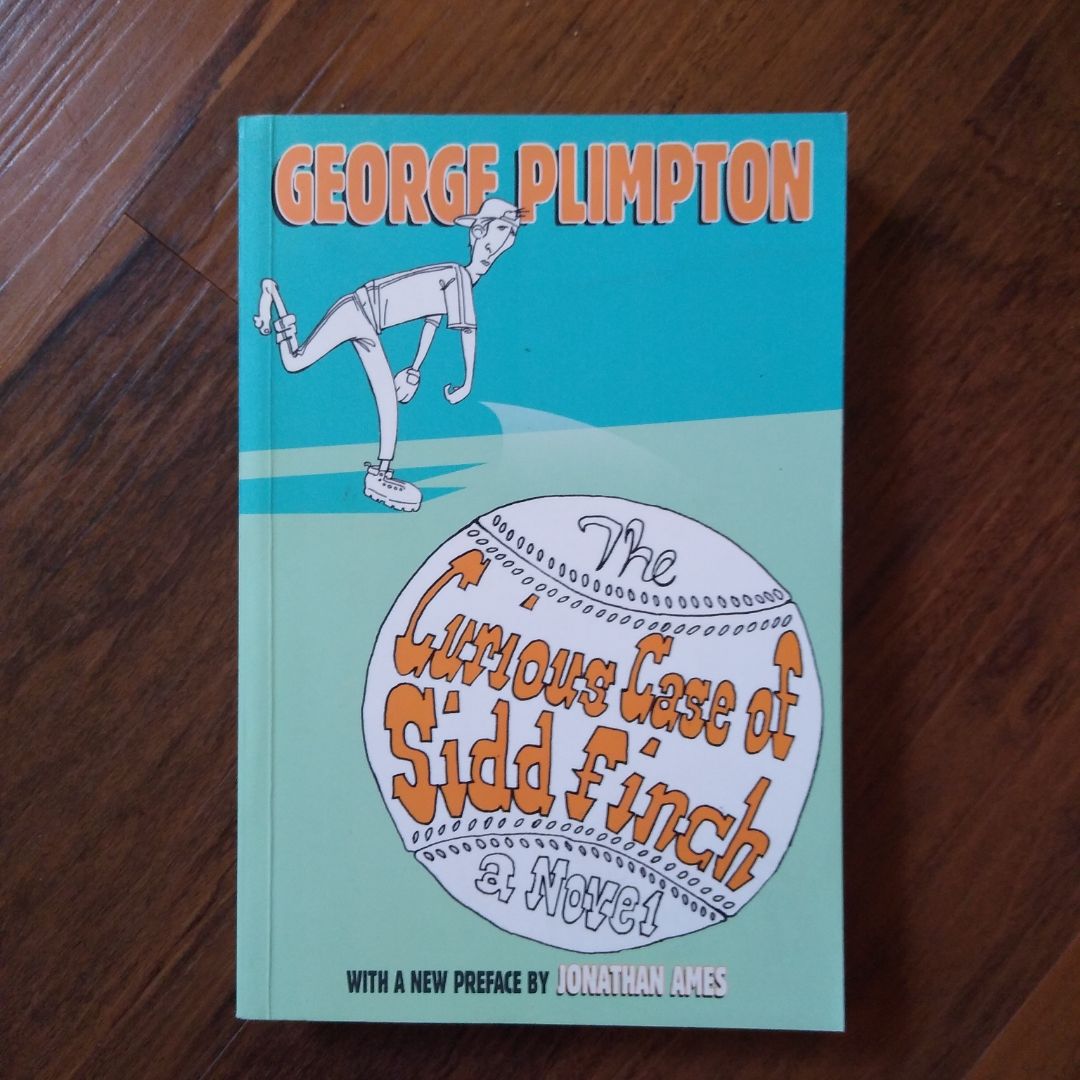 GEORGE PLIMPTON
The
Curious Case of
Sidd Finch
a Novel
WITH A NEW PREFACE BY JONATHAN AMES